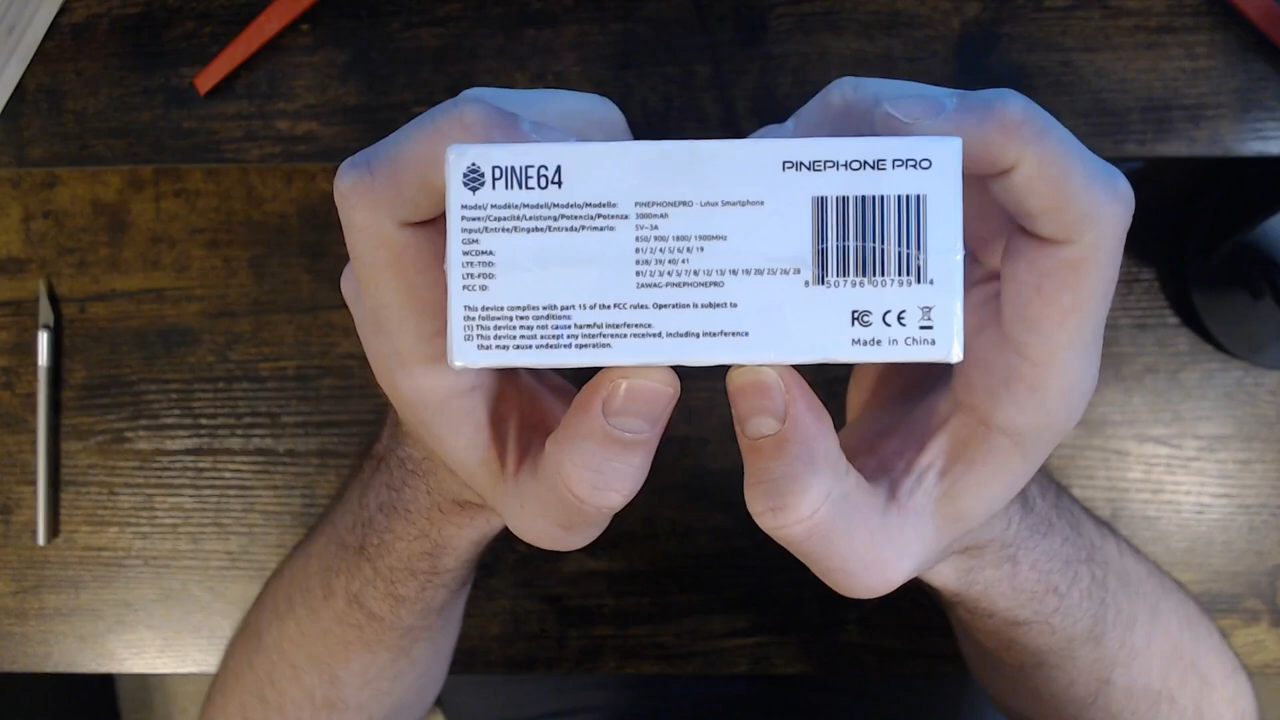 PINE64
PINEPHONE PRO
Model/ Modèle/Modell/Modelo/Modello: PINEPHONEPRO - Linux Smartphone
Power/Capacité/Leistung/Potencia/Potenza: 3000mAh
Input/Entrée/Eingabe/Entrada/Primario: 5V⎓3A
GSM: 850/ 900/ 1800/ 1900MHz
WCDMA: B1/ 2/ 4/ 5/ 6/ 8/ 19
LTE-TDD: B38/ 39/ 40/ 41
LTE-FDD: B1/ 2/ 3/ 4/ 5/ 7/ 8/ 12/ 13/ 18/ 19/ 20/ 25/ 26/ 28
FCC ID: 2AWAG-PINEPHONEPRO
8 50796 00799 4
This device complies with part 15 of the FCC rules. Operation is subject to
the following two conditions:
(1) This device may not cause harmful interference.
(2) This device must accept any interference received, including interference
that may cause undesired operation.
FC CE
Made in China